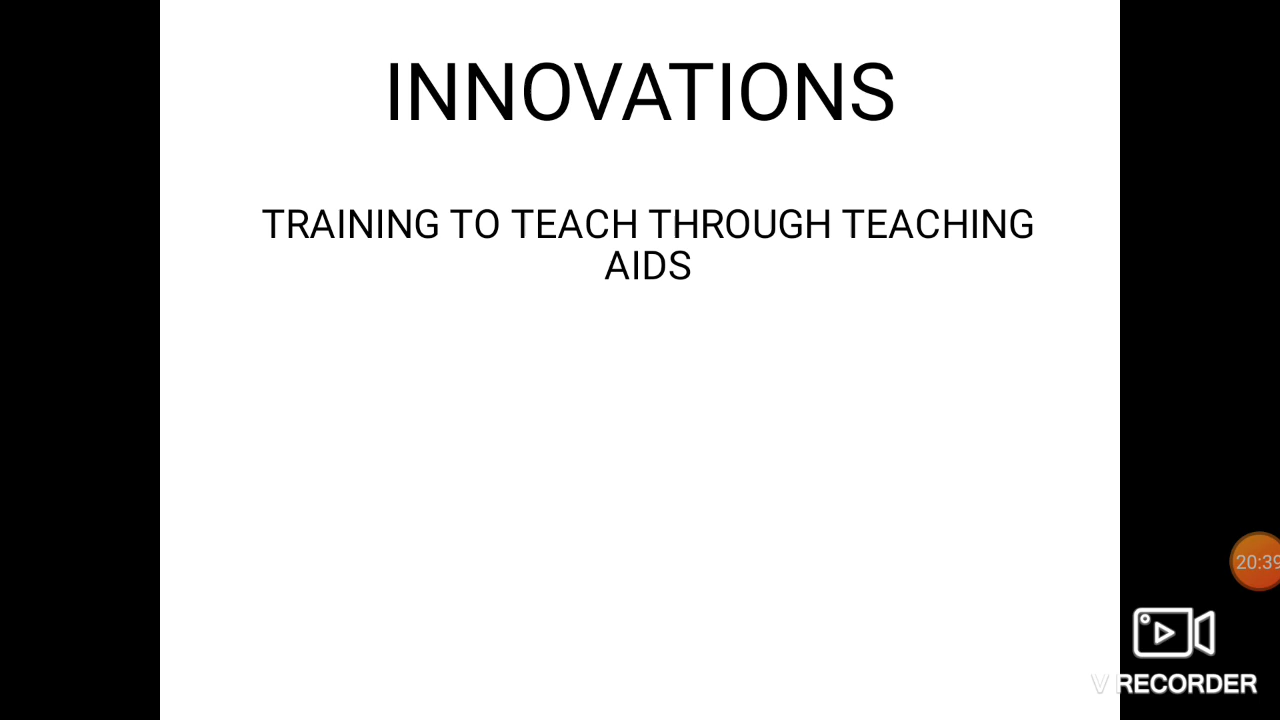 INNOVATIONS
TRAINING TO TEACH THROUGH TEACHING
AIDS
20:39
V RECORDER